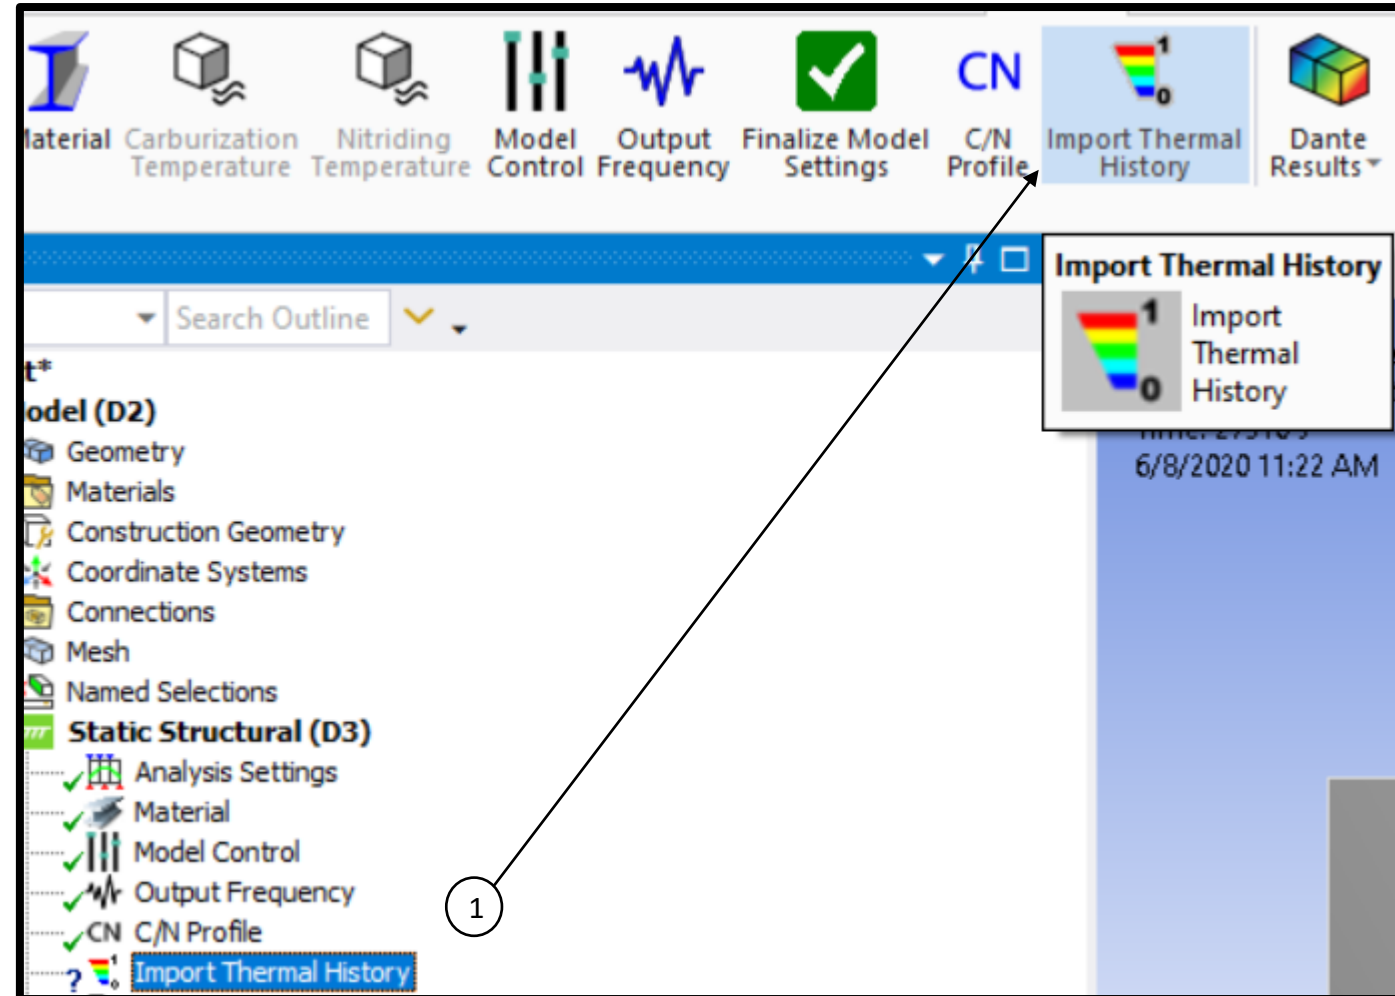 Material Carburization Temperature Nitriding Temperature Model Control Output Frequency Finalize Model Settings CN C/N Profile 1 0 Import Thermal History Dante Results
Import Thermal History
1 0 Import
Thermal
History
Search Outline
t*
odel (D2)
Geometry
6/8/2020 11:22 AM
Materials
Construction Geometry
Coordinate Systems
Connections
Mesh
Named Selections
Static Structural (D3)
Analysis Settings
Material
Model Control
Output Frequency
1
CN C/N Profile
? 1 0 Import Thermal History